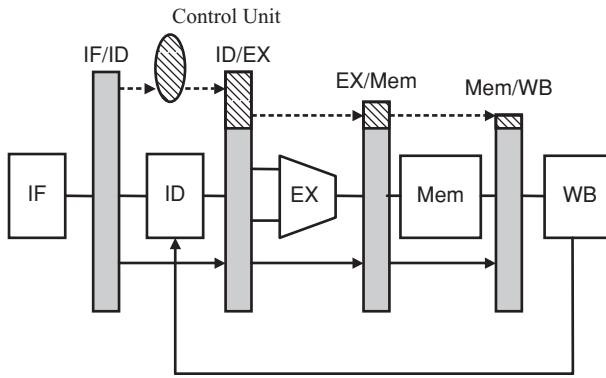 Control Unit
IF/ID
ID/EX
EX/Mem
Mem/WB
IF
ID
EX
Mem
WB